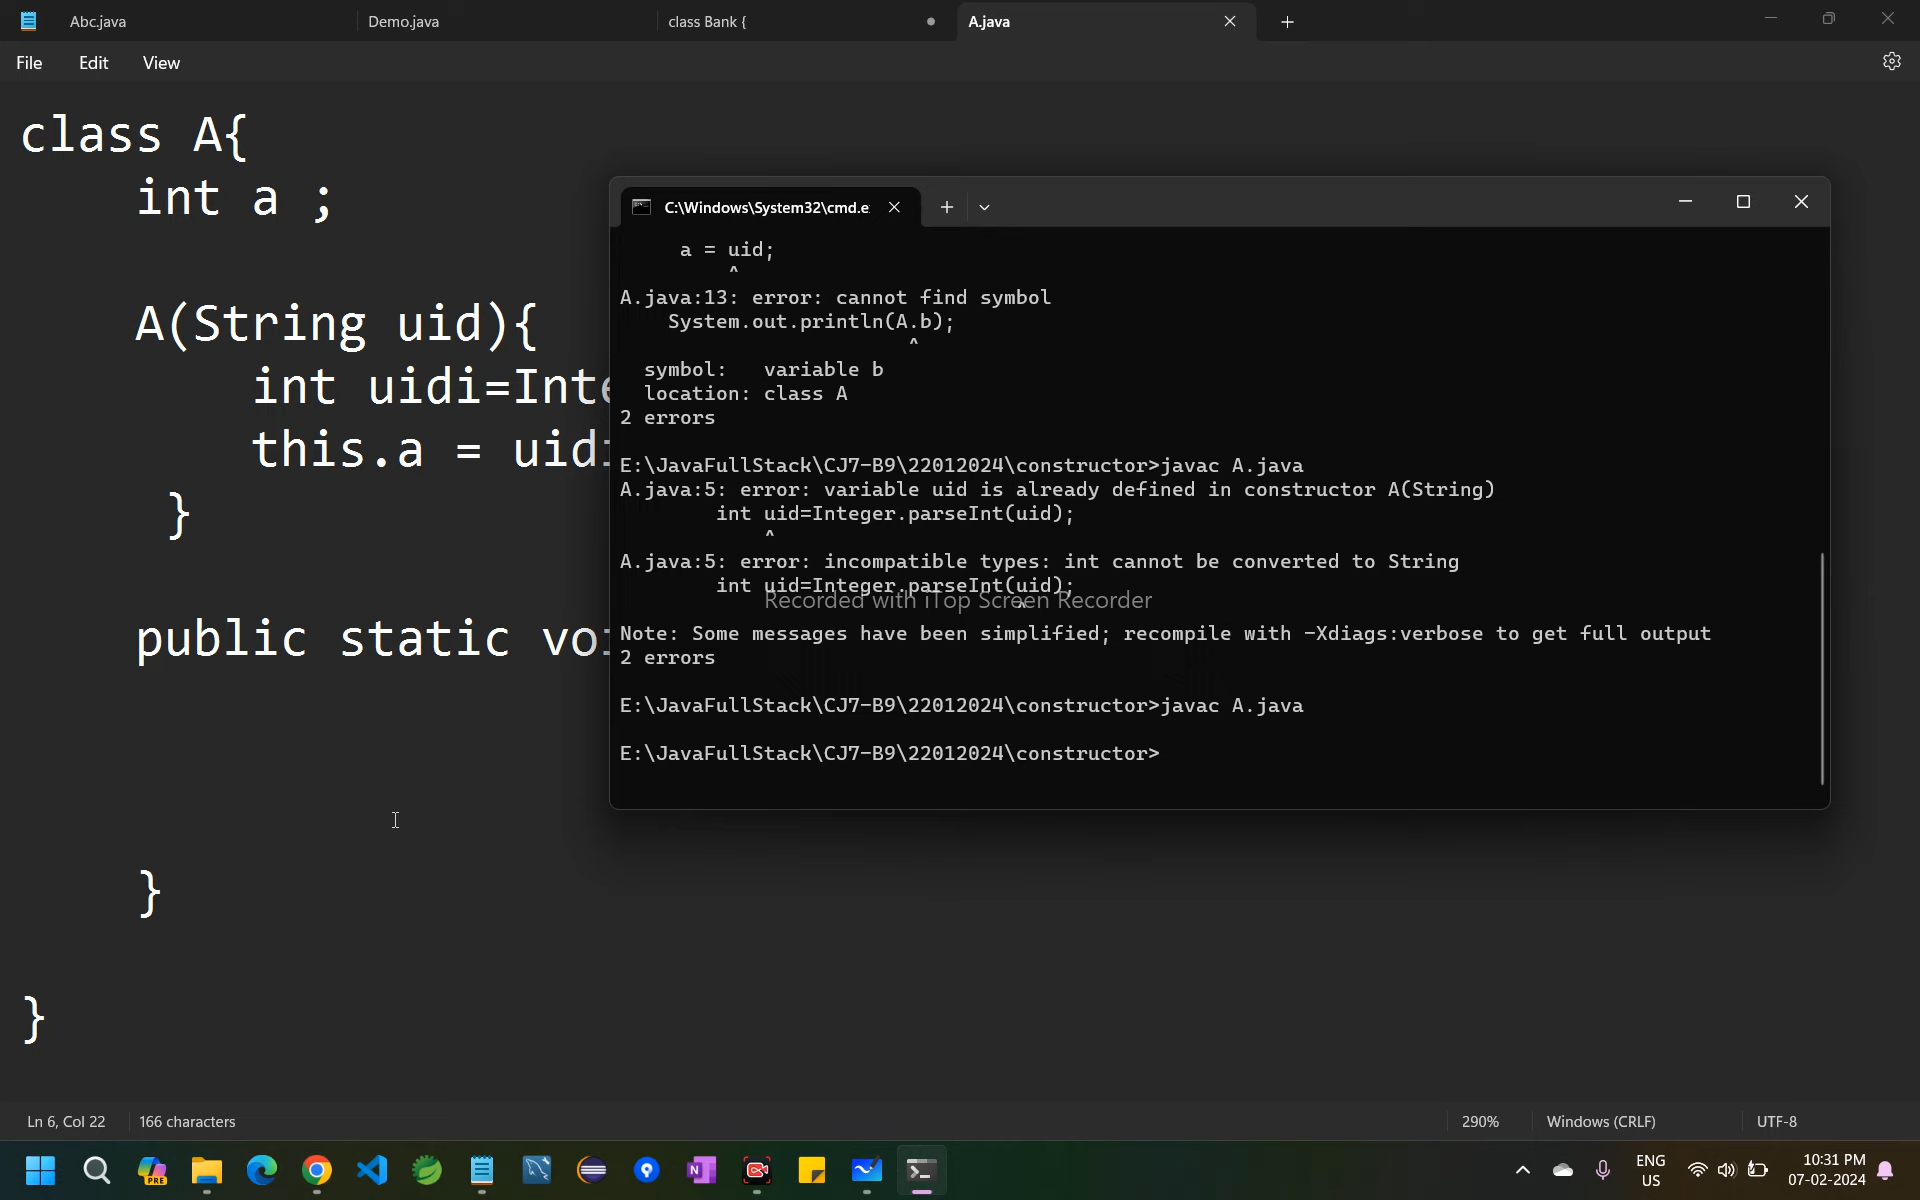 Abc.java
Demo.java
class Bank {
A.java
File
Edit
View
class A{
int a ;
A(String uid){
int uidi=Inte
this.a = uidi
}
public static voi
}
}
C:\Windows\System32\cmd.e
a = uid;
^
A.java:13: error: cannot find symbol
System.out.println(A.b);
^
symbol:   variable b
location: class A
2 errors
E:\JavaFullStack\CJ7-B9\22012024\constructor>javac A.java
A.java:5: error: variable uid is already defined in constructor A(String)
int uid=Integer.parseInt(uid);
^
A.java:5: error: incompatible types: int cannot be converted to String
int uid=Integer.parseInt(uid);
^
Recorded with iTop Screen Recorder
Note: Some messages have been simplified; recompile with -Xdiags:verbose to get full output
2 errors
E:\JavaFullStack\CJ7-B9\22012024\constructor>javac A.java
E:\JavaFullStack\CJ7-B9\22012024\constructor>
Ln 6, Col 22
166 characters
290%
Windows (CRLF)
UTF-8
PRE
N
ENG
US
10:31 PM
07-02-2024